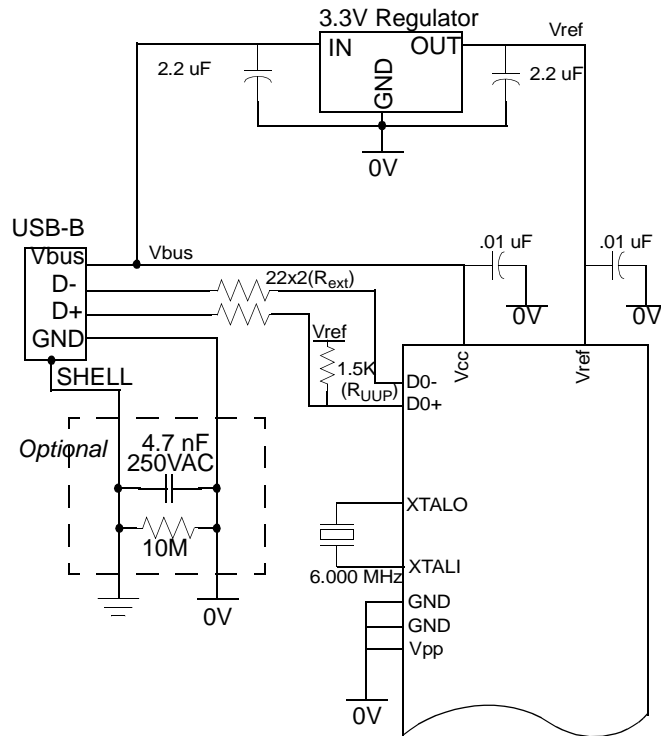 3.3V Regulator
IN
OUT
GND
Vref
2.2 uF
2.2 uF
0V
USB-B
Vbus
D-
D+
GND
Vbus
SHELL
22x2(Rext)
.01 uF
.01 uF
0V
0V
Vref
1.5K
(RUUP)
Vcc
Vref
D0-
D0+
Optional
4.7 nF
250VAC
10M
0V
XTALO
6.000 MHz
XTALI
GND
GND
Vpp
0V